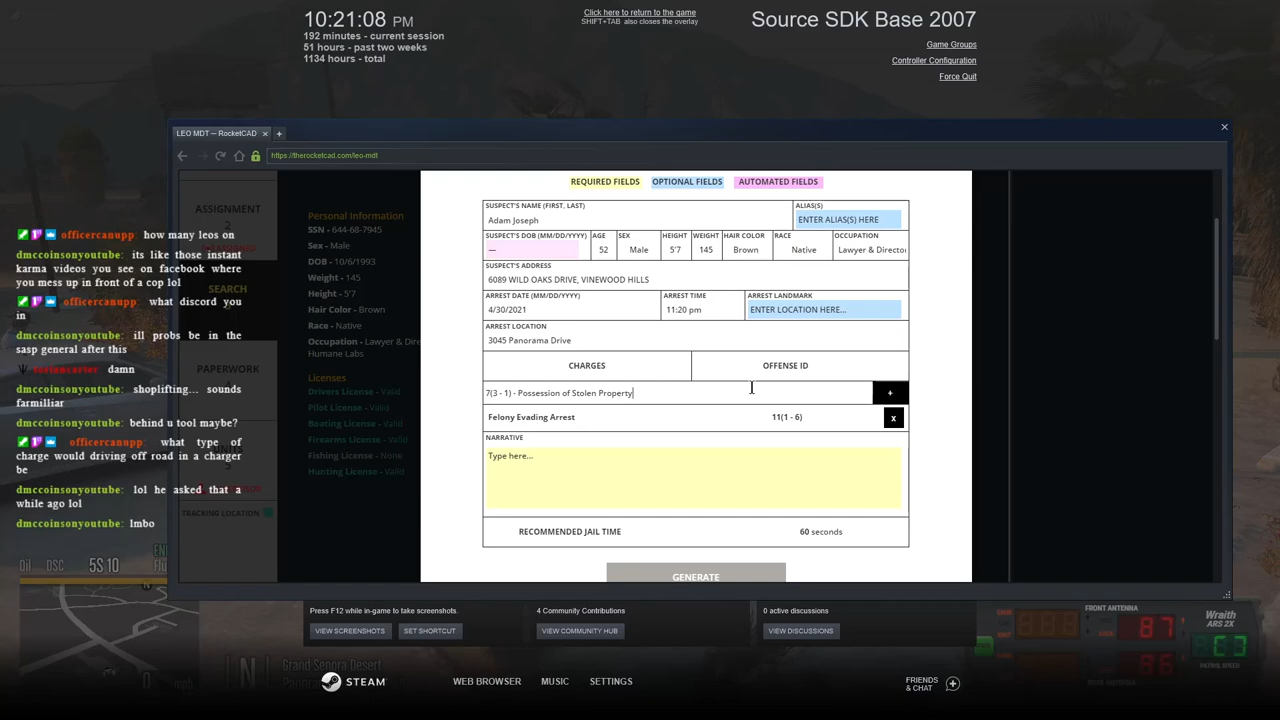 10:21:08 PM
192 minutes - current session
51 hours - past two weeks
1134 hours - total
Click here to return to the game
SHIFT+TAB also closes the overlay
Source SDK Base 2007
Game Groups
Controller Configuration
Force Quit
LEO MDT — RocketCAD x +
https://therocketcad.com/leo-mdt
ASSIGNMENT
2
SEARCH
PAPERWORK
5
TRACKING LOCATION
officercanupp: how many leos on
dmccoinsonyoutube: its like those instant
karma videos you see on facebook where
you mess up in front of a cop lol
officercanupp: what discord you
in
dmccoinsonyoutube: ill probs be in the
sasp general after this
damn
dmccoinsonyoutube: shoplifting... sounds
farmilliar
dmccoinsonyoutube: behind u tool maybe?
officercanupp: what type of
charge would driving off road in a charger
be
dmccoinsonyoutube: lol he asked that a
while ago lol
dmccoinsonyoutube: lmbo
Personal Information
SSN - 644-68-7945
Sex - Male
DOB - 10/6/1993
Weight - 145
Height - 5'7
Hair Color - Brown
Race - Native
Occupation - Lawyer & Dire
Humane Labs
Licenses
Drivers License - Valid
Pilot License - Valid
Boating License - Valid
Firearms License - Valid
Fishing License - None
Hunting License - Valid
REQUIRED FIELDS OPTIONAL FIELDS AUTOMATED FIELDS
SUSPECT'S NAME (FIRST, LAST) ALIAS(S)
Adam Joseph ENTER ALIAS(S) HERE
SUSPECT'S DOB (MM/DD/YYYY) AGE SEX HEIGHT WEIGHT HAIR COLOR RACE OCCUPATION
— 52 Male 5'7 145 Brown Native Lawyer & Director
SUSPECT'S ADDRESS
6089 WILD OAKS DRIVE, VINEWOOD HILLS
ARREST DATE (MM/DD/YYYY) ARREST TIME ARREST LANDMARK
4/30/2021 11:20 pm ENTER LOCATION HERE...
ARREST LOCATION
3045 Panorama Drive
CHARGES OFFENSE ID
7(3 - 1) - Possession of Stolen Property +
Felony Evading Arrest 11(1 - 6) x
NARRATIVE
Type here...
RECOMMENDED JAIL TIME 60 seconds
GENERATE
Oil DSC 5S 10
Press F12 while in-game to take screenshots.
VIEW SCREENSHOTS SET SHORTCUT
4 Community Contributions
VIEW COMMUNITY HUB
0 active discussions
VIEW DISCUSSIONS
N
Grand Senora Desert
0 mph
STEAM WEB BROWSER MUSIC SETTINGS
FRIENDS
& CHAT
FRONT ANTENNA
87
Wraith
ARS 2X
PATROL SPEED